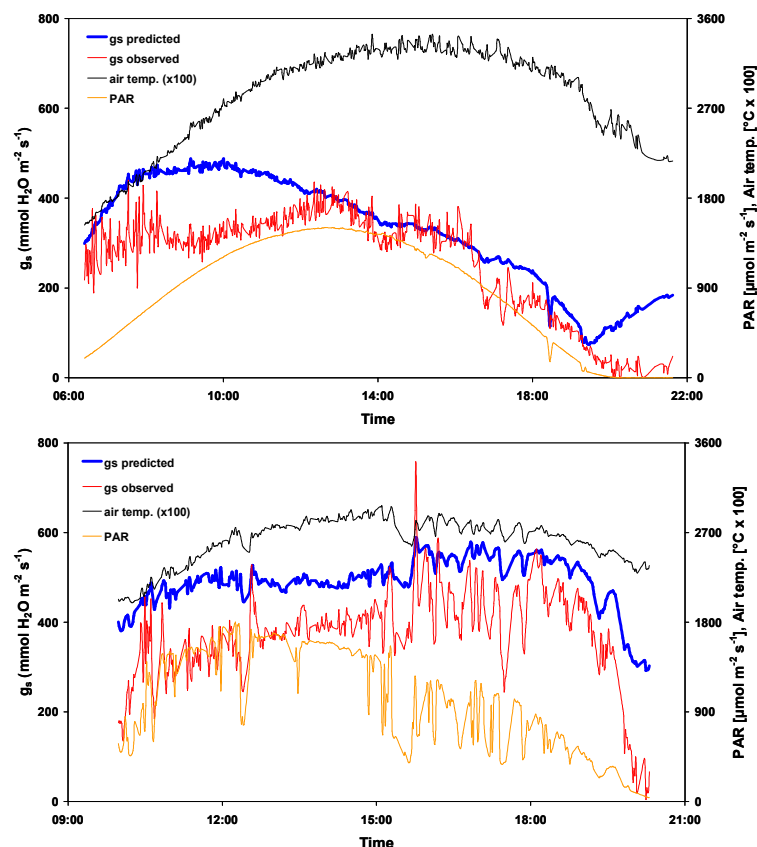 800
600
400
200
0
gs predicted
gs observed
air temp. (x100)
PAR
3600
2700
1800
900
0
gₛ (mmol H₂O m⁻² s⁻¹)
PAR [µmol m⁻² s⁻¹], Air temp. [°C x 100)
06:00 10:00 14:00 18:00 22:00
Time
800
600
400
200
0
gs predicted
gs observed
air temp. (x100)
PAR
3600
2700
1800
900
0
gₛ (mmol H₂O m⁻² s⁻¹)
PAR [µmol m⁻² s⁻¹], Air temp. [°C x 100)
09:00 12:00 15:00 18:00 21:00
Time